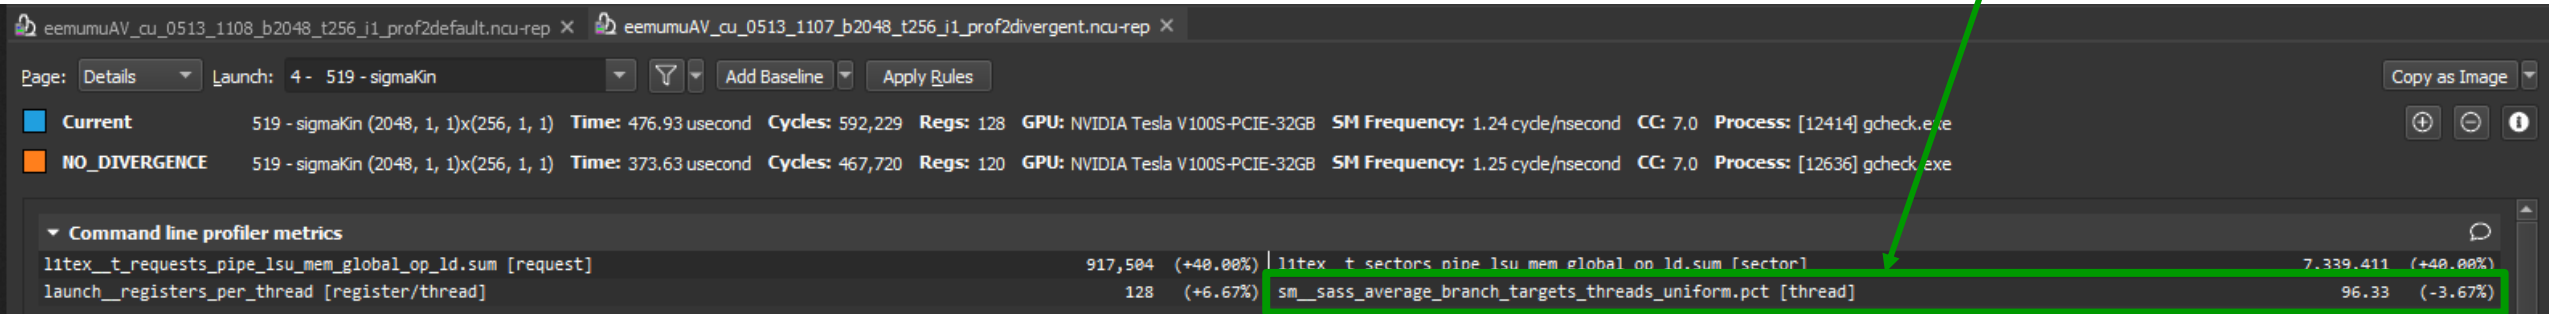 eemumuAV_cu_0513_1108_b2048_t256_i1_prof2default.ncu-rep × eemumuAV_cu_0513_1107_b2048_t256_i1_prof2divergent.ncu-rep ×
Page: Details Launch: 4 - 519 - sigmaKin Add Baseline Apply Rules Copy as Image
Current 519 - sigmaKin (2048, 1, 1)x(256, 1, 1) Time: 476.93 usecond Cycles: 592,229 Regs: 128 GPU: NVIDIA Tesla V100S-PCIE-32GB SM Frequency: 1.24 cycle/nsecond CC: 7.0 Process: [12414] gcheck.exe
NO_DIVERGENCE 519 - sigmaKin (2048, 1, 1)x(256, 1, 1) Time: 373.63 usecond Cycles: 467,720 Regs: 120 GPU: NVIDIA Tesla V100S-PCIE-32GB SM Frequency: 1.25 cycle/nsecond CC: 7.0 Process: [12636] gcheck.exe
Command line profiler metrics
l1tex__t_requests_pipe_lsu_mem_global_op_ld.sum [request] 917,504 (+40.00%) l1tex__t_sectors_pipe_lsu_mem_global_op_ld.sum [sector] 7,339,411 (+40.00%)
launch__registers_per_thread [register/thread] 128 (+6.67%) sm__sass_average_branch_targets_threads_uniform.pct [thread] 96.33 (-3.67%)